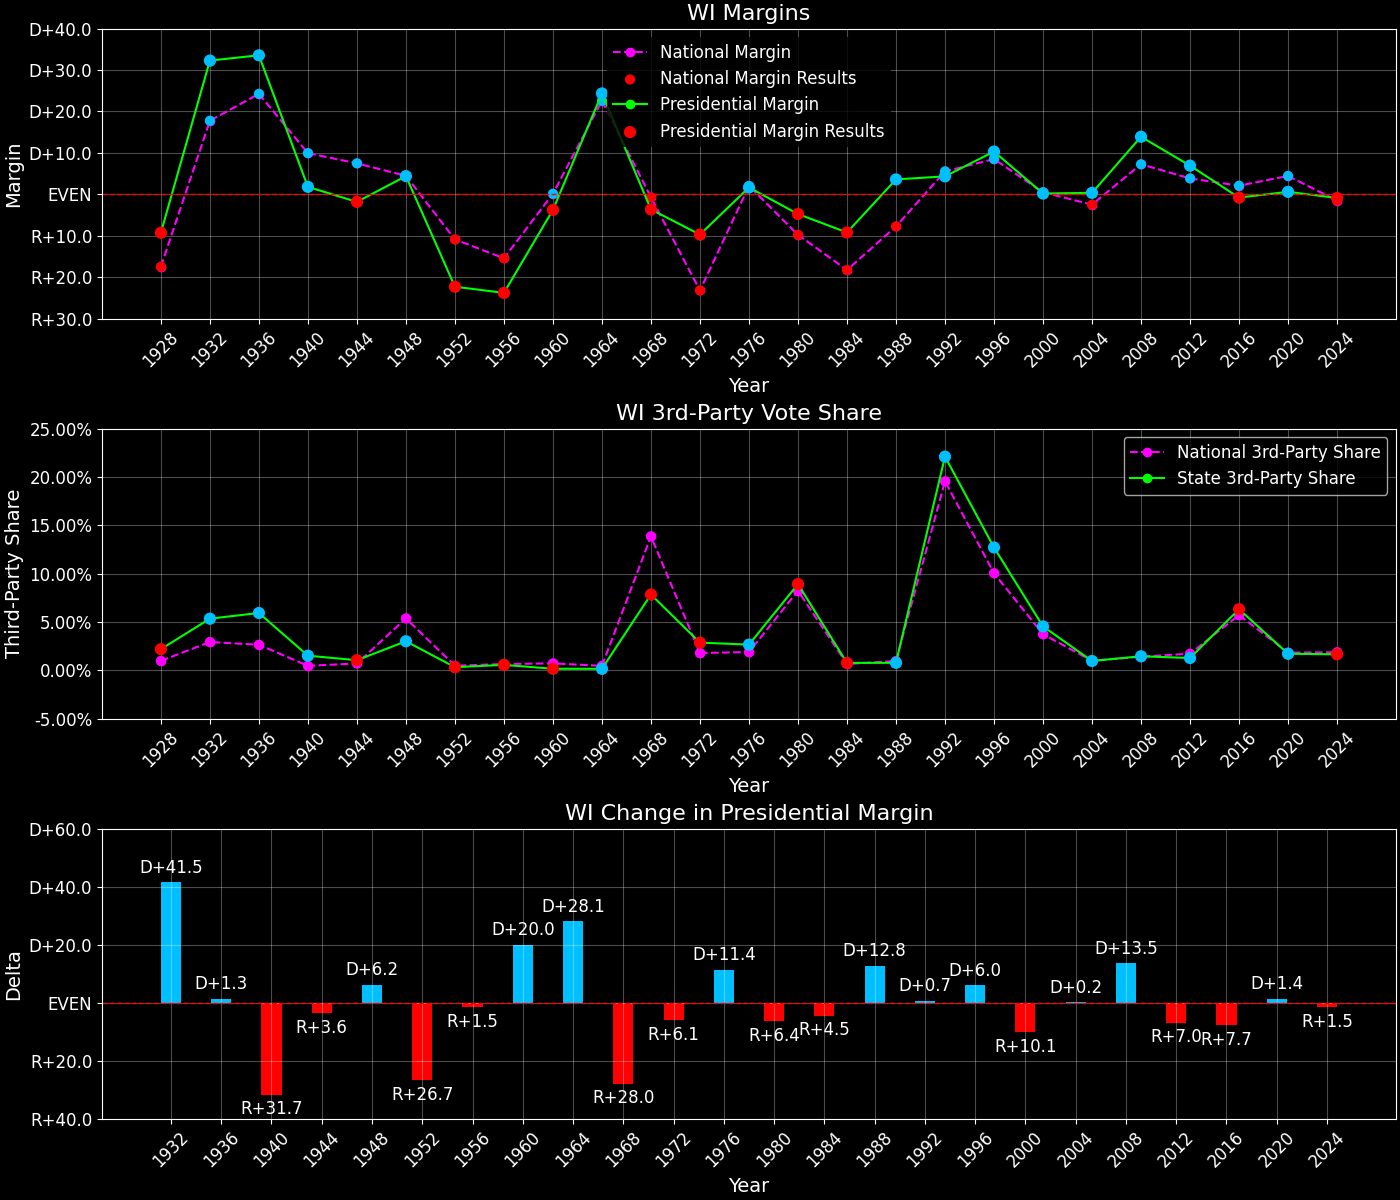 WI Margins
D+40.0
D+30.0
D+20.0
D+10.0
EVEN
R+10.0
R+20.0
R+30.0
Margin
National Margin
National Margin Results
Presidential Margin
Presidential Margin Results
1928 1932 1936 1940 1944 1948 1952 1956 1960 1964 1968 1972 1976 1980 1984 1988 1992 1996 2000 2004 2008 2012 2016 2020 2024
Year
WI 3rd-Party Vote Share
25.00%
20.00%
15.00%
10.00%
5.00%
0.00%
-5.00%
Third-Party Share
National 3rd-Party Share
State 3rd-Party Share
1928 1932 1936 1940 1944 1948 1952 1956 1960 1964 1968 1972 1976 1980 1984 1988 1992 1996 2000 2004 2008 2012 2016 2020 2024
Year
WI Change in Presidential Margin
D+60.0
D+40.0
D+20.0
EVEN
R+20.0
R+40.0
Delta
D+41.5
D+1.3
R+31.7
R+3.6
D+6.2
R+26.7
R+1.5
D+20.0
D+28.1
R+28.0
R+6.1
D+11.4
R+6.4
R+4.5
D+12.8
D+0.7
D+6.0
R+10.1
D+0.2
D+13.5
R+7.0
R+7.7
D+1.4
R+1.5
1932 1936 1940 1944 1948 1952 1956 1960 1964 1968 1972 1976 1980 1984 1988 1992 1996 2000 2004 2008 2012 2016 2020 2024
Year